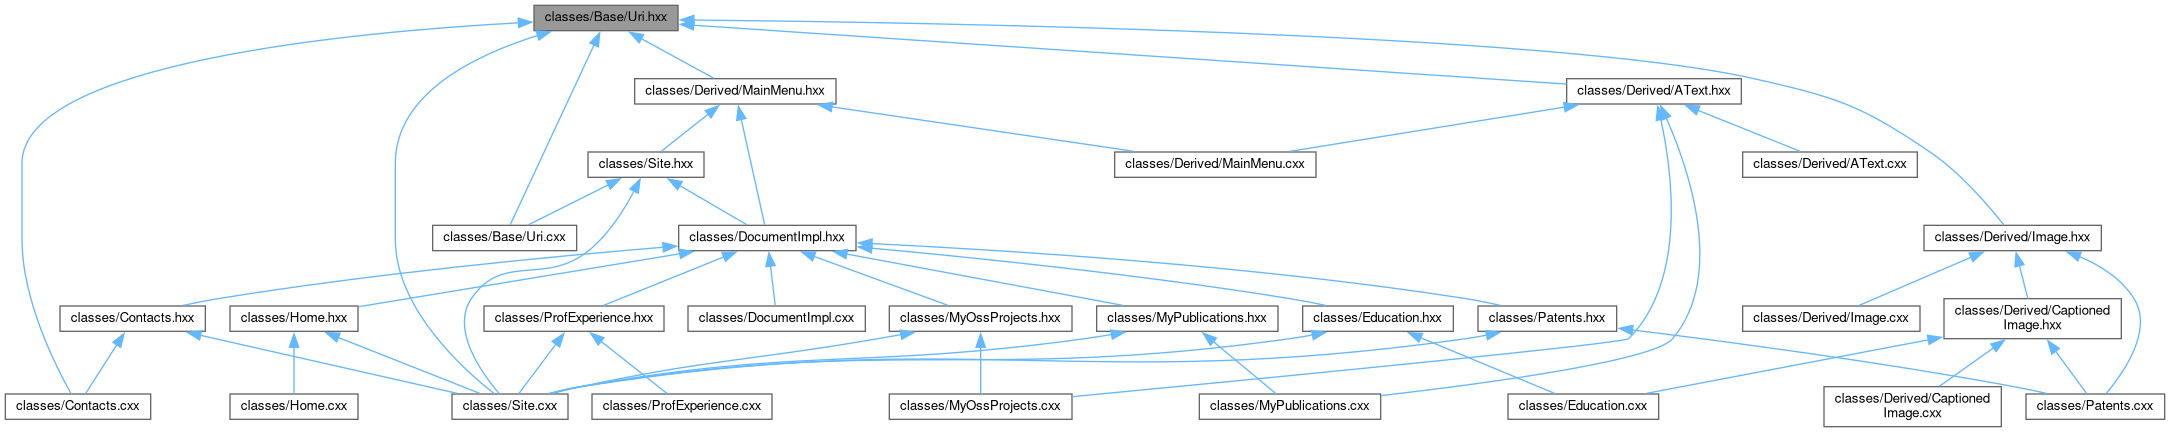 classes/Base/Uri.hxx
classes/Derived/MainMenu.hxx
classes/Derived/AText.hxx
classes/Site.hxx
classes/Derived/MainMenu.cxx
classes/Derived/AText.cxx
classes/Base/Uri.cxx
classes/DocumentImpl.hxx
classes/Derived/Image.hxx
classes/Contacts.hxx
classes/Home.hxx
classes/ProfExperience.hxx
classes/DocumentImpl.cxx
classes/MyOssProjects.hxx
classes/MyPublications.hxx
classes/Education.hxx
classes/Patents.hxx
classes/Derived/Image.cxx
classes/Derived/Captioned
Image.hxx
classes/Contacts.cxx
classes/Home.cxx
classes/Site.cxx
classes/ProfExperience.cxx
classes/MyOssProjects.cxx
classes/MyPublications.cxx
classes/Education.cxx
classes/Derived/Captioned
Image.cxx
classes/Patents.cxx